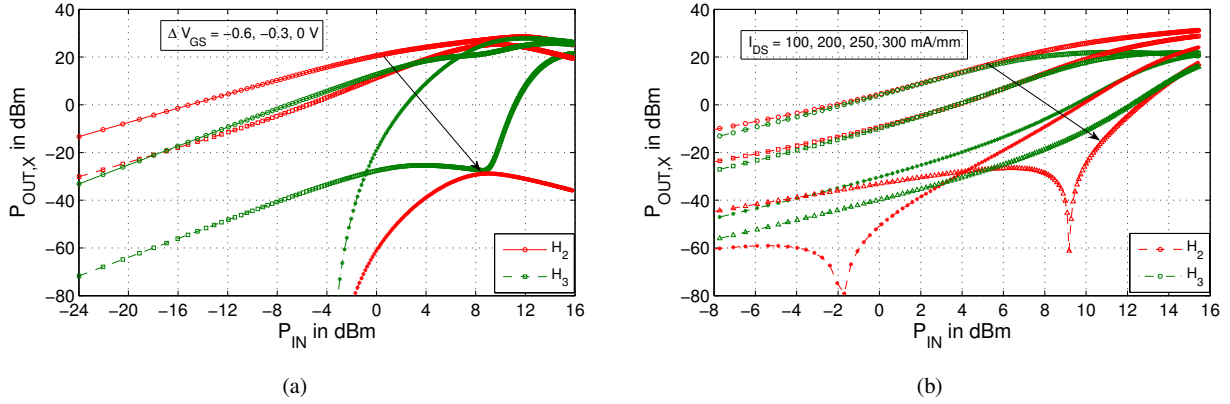 Δ V_GS = −0.6, −0.3, 0 V
40
20
0
−20
−40
−60
−80
P_OUT,X in dBm
−24 −20 −16 −12 −8 −4 0 4 8 12 16
P_IN in dBm
H_2
H_3
(a)
I_DS = 100, 200, 250, 300 mA/mm
40
20
0
−20
−40
−60
−80
P_OUT,X in dBm
−8 −6 −4 −2 0 2 4 6 8 10 12 14 16
P_IN in dBm
H_2
H_3
(b)